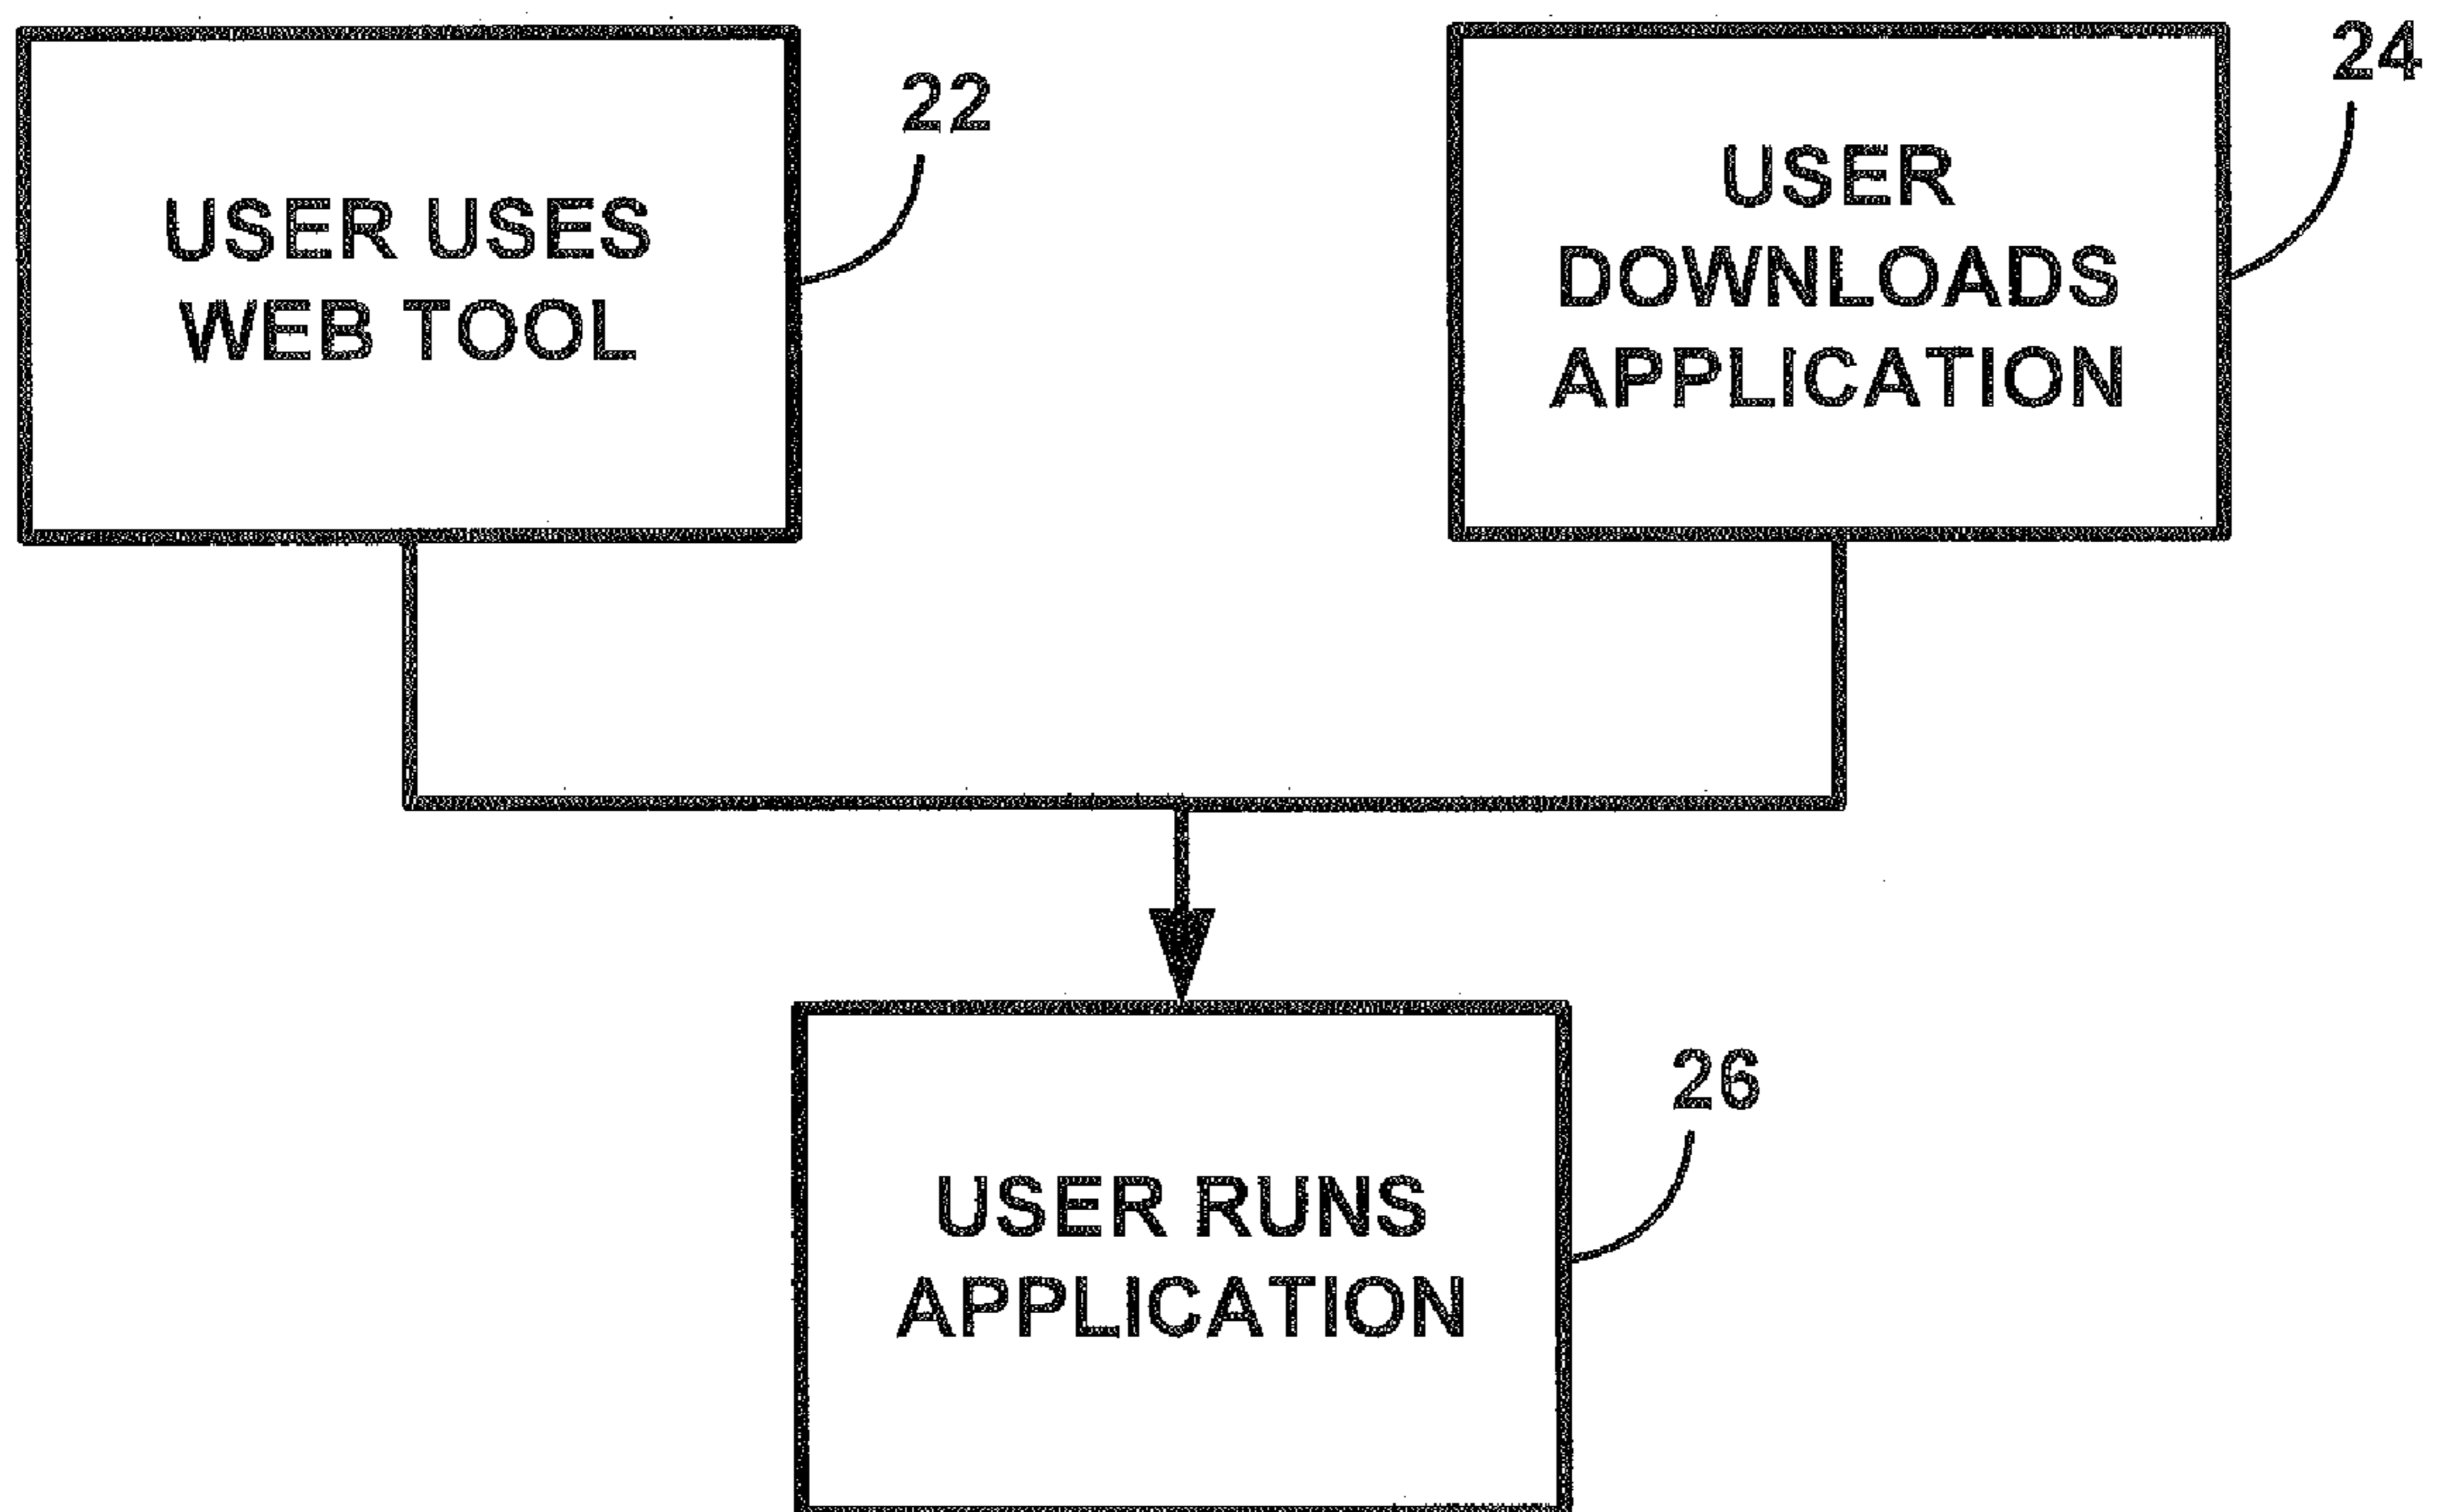 22
USER USES
WEB TOOL
24
USER
DOWNLOADS
APPLICATION
26
USER RUNS
APPLICATION